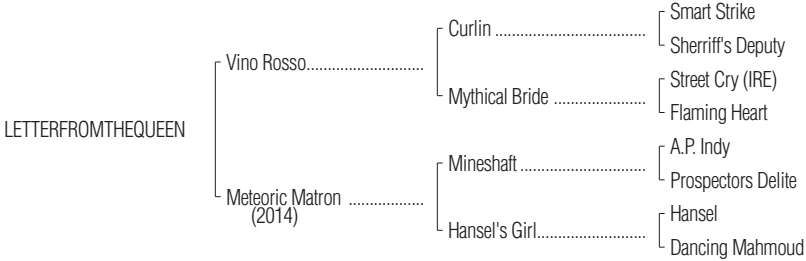 Smart Strike
Curlin ..................................
Sherriff's Deputy
Vino Rosso..........................
Street Cry (IRE)
Mythical Bride .....................
Flaming Heart
LETTERFROMTHEQUEEN
A.P. Indy
Mineshaft.............................
Prospectors Delite
Meteoric Matron .................
(2014)
Hansel
Hansel's Girl.........................
Dancing Mahmoud